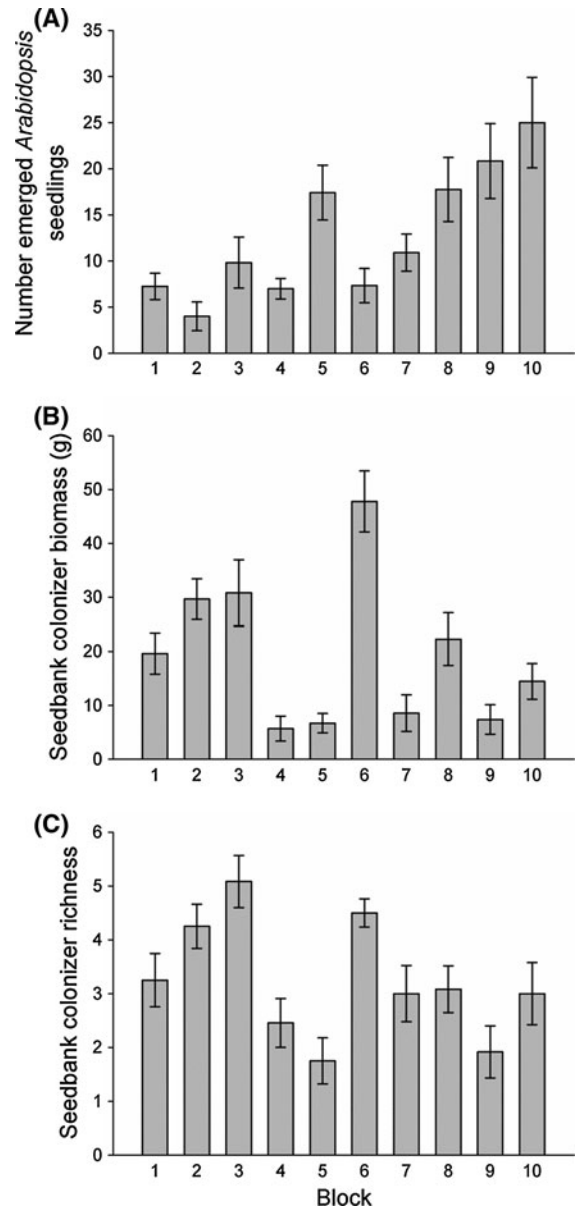 (A)
Number emerged Arabidopsis
seedlings
35
30
25
20
15
10
5
0
1 2 3 4 5 6 7 8 9 10
(B)
Seedbank colonizer biomass (g)
60
50
40
30
20
10
0
1 2 3 4 5 6 7 8 9 10
(C)
Seedbank colonizer richness
6
5
4
3
2
1
0
1 2 3 4 5 6 7 8 9 10
Block